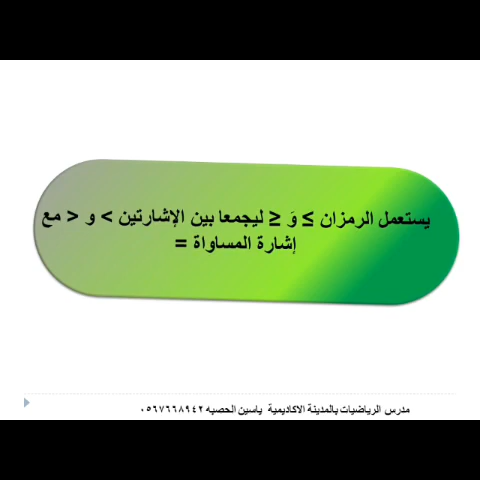 يستعمل الرمزان ≥ وَ ≤ ليجمعا بين الإشارتين > و < مع
إشارة المساواة =
مدرس الرياضيات بالمدينة الاكاديمية ياسين الحصيه ٠٥٦٧٦٦٨٩٤٢